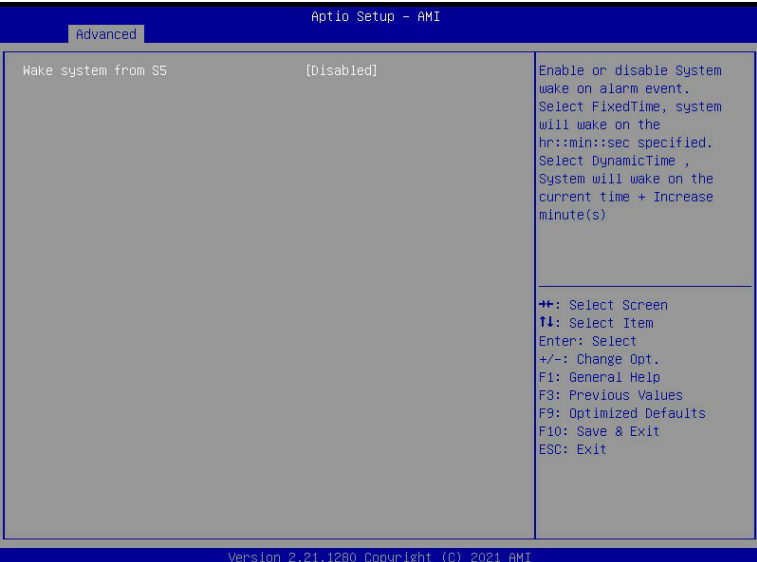 Aptio Setup – AMI
Advanced
Wake system from S5 [Disabled]
Enable or disable System
wake on alarm event.
Select FixedTime, system
will wake on the
hr::min::sec specified.
Select DynamicTime ,
System will wake on the
current time + Increase
minute(s)
→←: Select Screen
↑↓: Select Item
Enter: Select
+/-: Change Opt.
F1: General Help
F3: Previous Values
F9: Optimized Defaults
F10: Save & Exit
ESC: Exit
Version 2.21.1280 Copyright (C) 2021 AMI